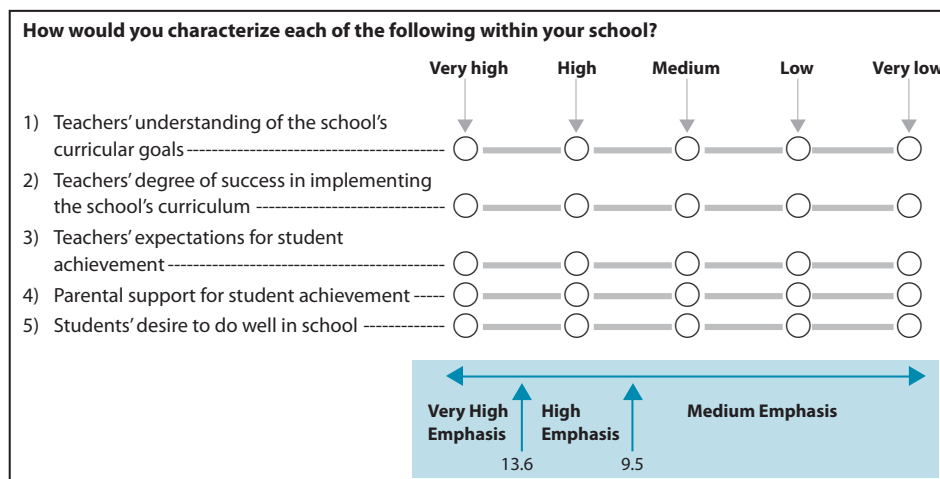 How would you characterize each of the following within your school?
Very high High Medium Low Very low
1) Teachers' understanding of the school's
curricular goals
2) Teachers' degree of success in implementing
the school's curriculum
3) Teachers' expectations for student
achievement
4) Parental support for student achievement
5) Students' desire to do well in school
Very High High Medium Emphasis
Emphasis Emphasis
13.6 9.5